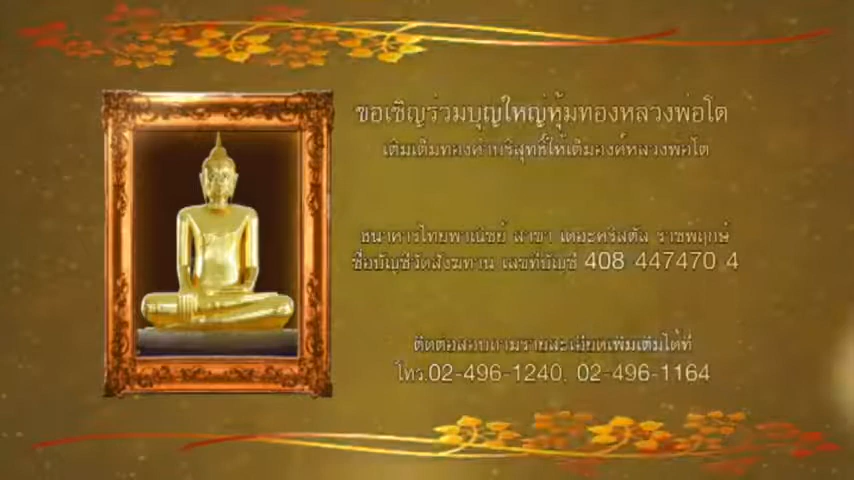 ขอเชิญร่วมบุญใหญ่หุ้มทองหลวงพ่อโต
เติมเต็มทองคำบริสุทธิ์ให้เต็มองค์หลวงพ่อโต
ธนาคารไทยพาณิชย์ สาขา เดอะคริสตัล ราชพฤกษ์
ชื่อบัญชีวัดสังฆทาน เลขที่บัญชี 408 447470 4
ติดต่อสอบถามรายละเอียดเพิ่มเติมได้ที่
โทร.02-496-1240, 02-496-1164